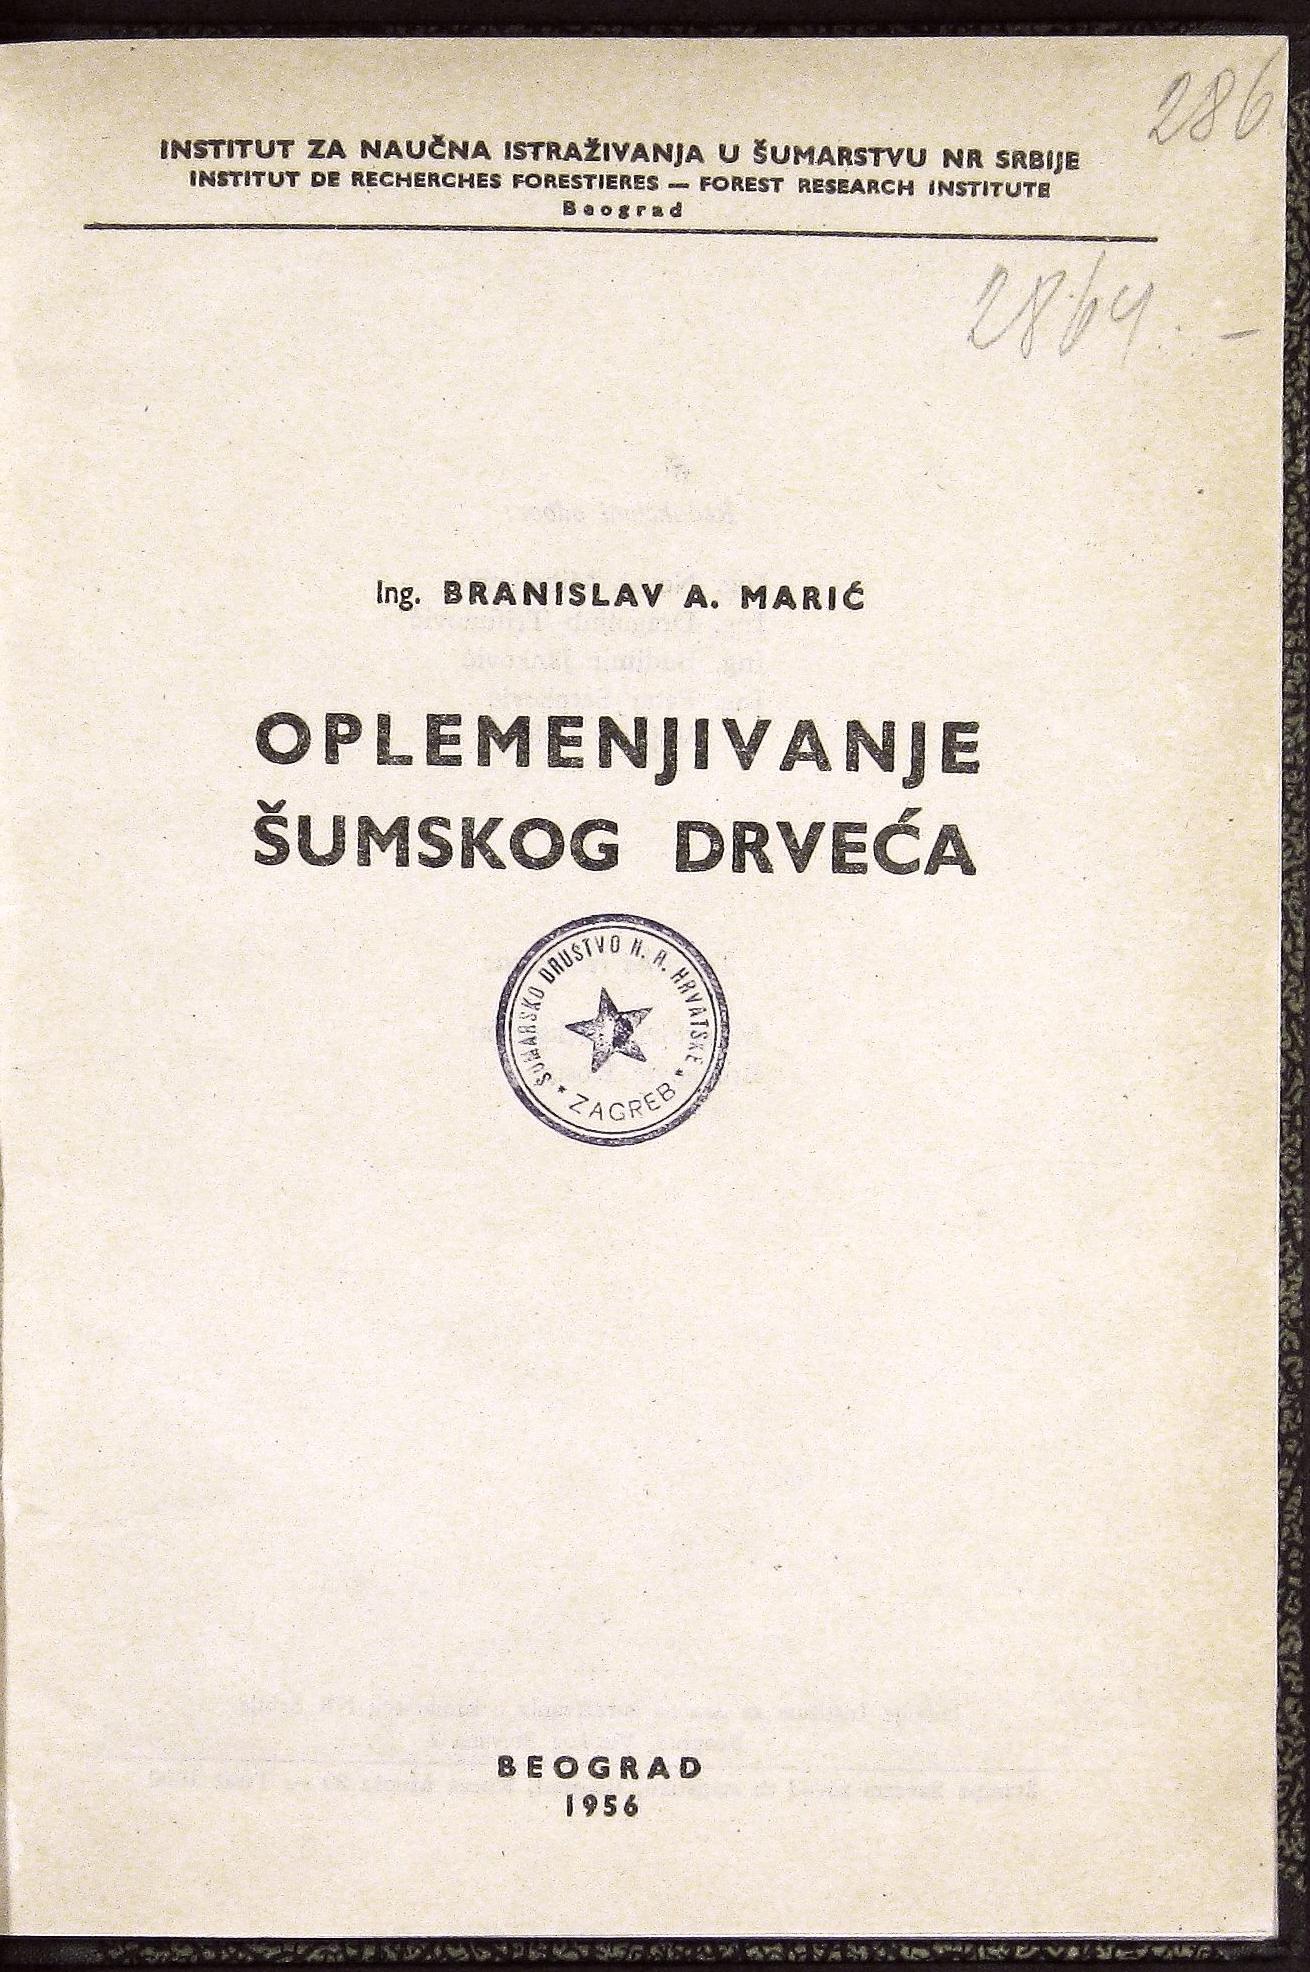 286
INSTITUT ZA NAUČNA ISTRAŽIVANJA U ŠUMARSTVU NR SRBIJE
INSTITUT DE RECHERCHES FORESTIERES — FOREST RESEARCH INSTITUTE
Beograd
2864.-
Ing. BRANISLAV A. MARIĆ
OPLEMENJIVANJE
ŠUMSKOG DRVEĆA
ŠUMARSKO DRUŠTVO N. R. HRVATSKE
* ZAGREB *
BEOGRAD
1956